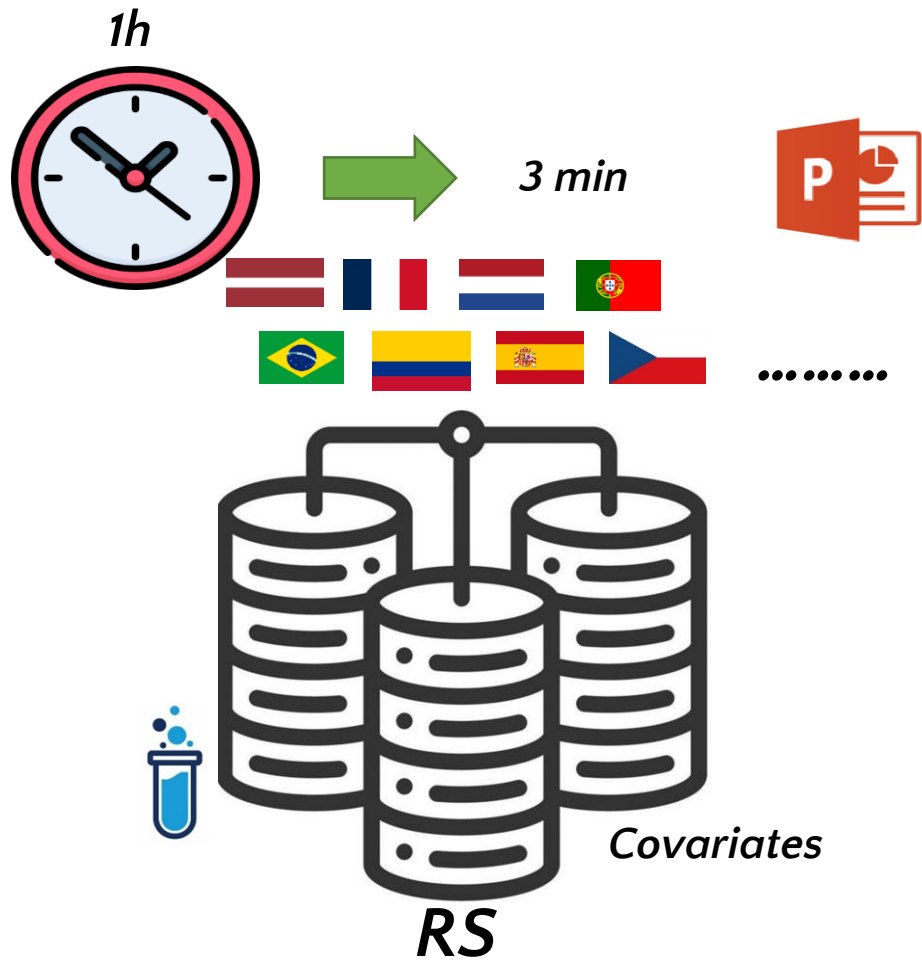 1h
3 min
P
………
Covariates
RS